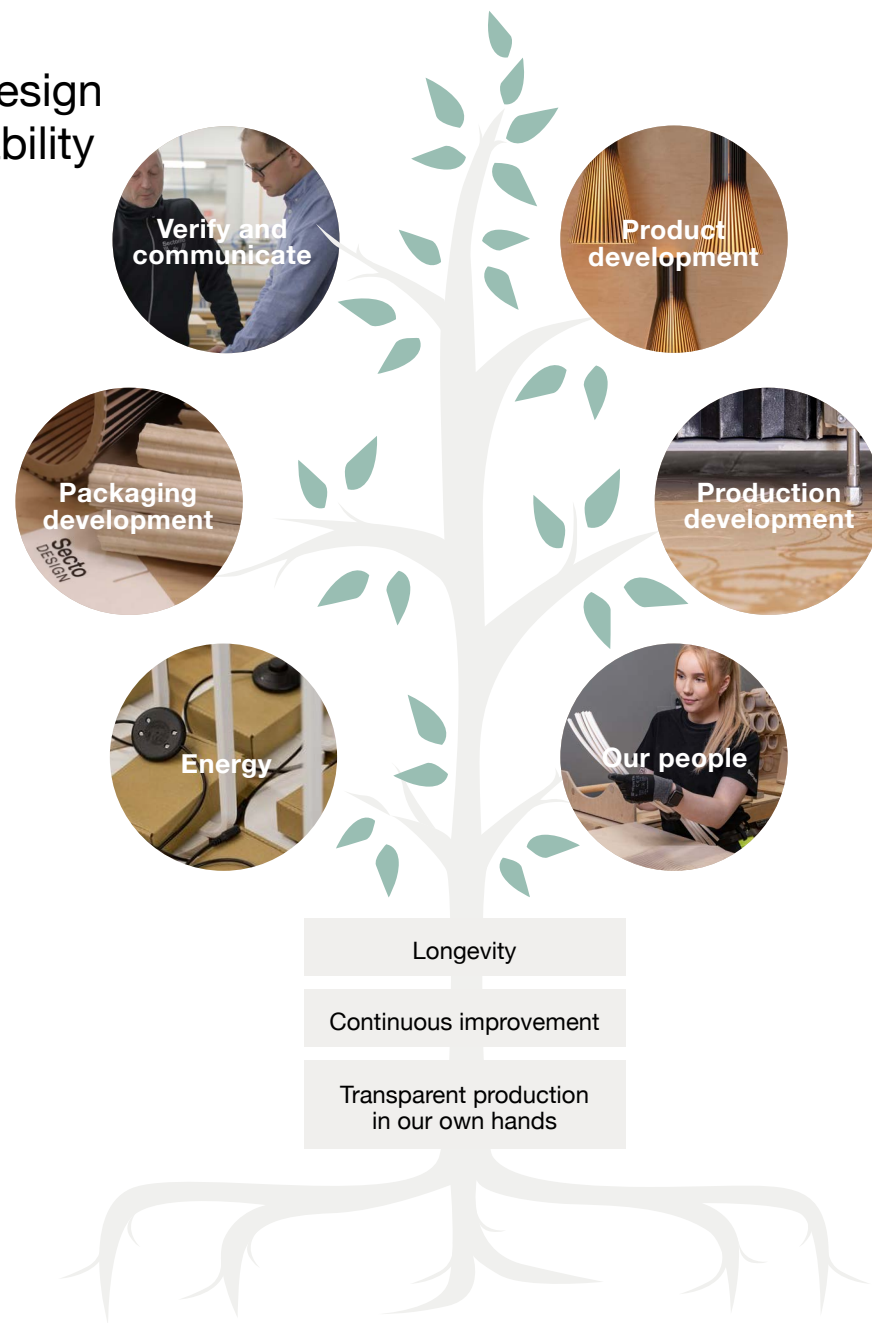 esign
bility
Verify and
communicate
Product
development
Packaging
development
Secto
DESIGN
Production
development
Energy
Our people
Longevity
Continuous improvement
Transparent production
in our own hands